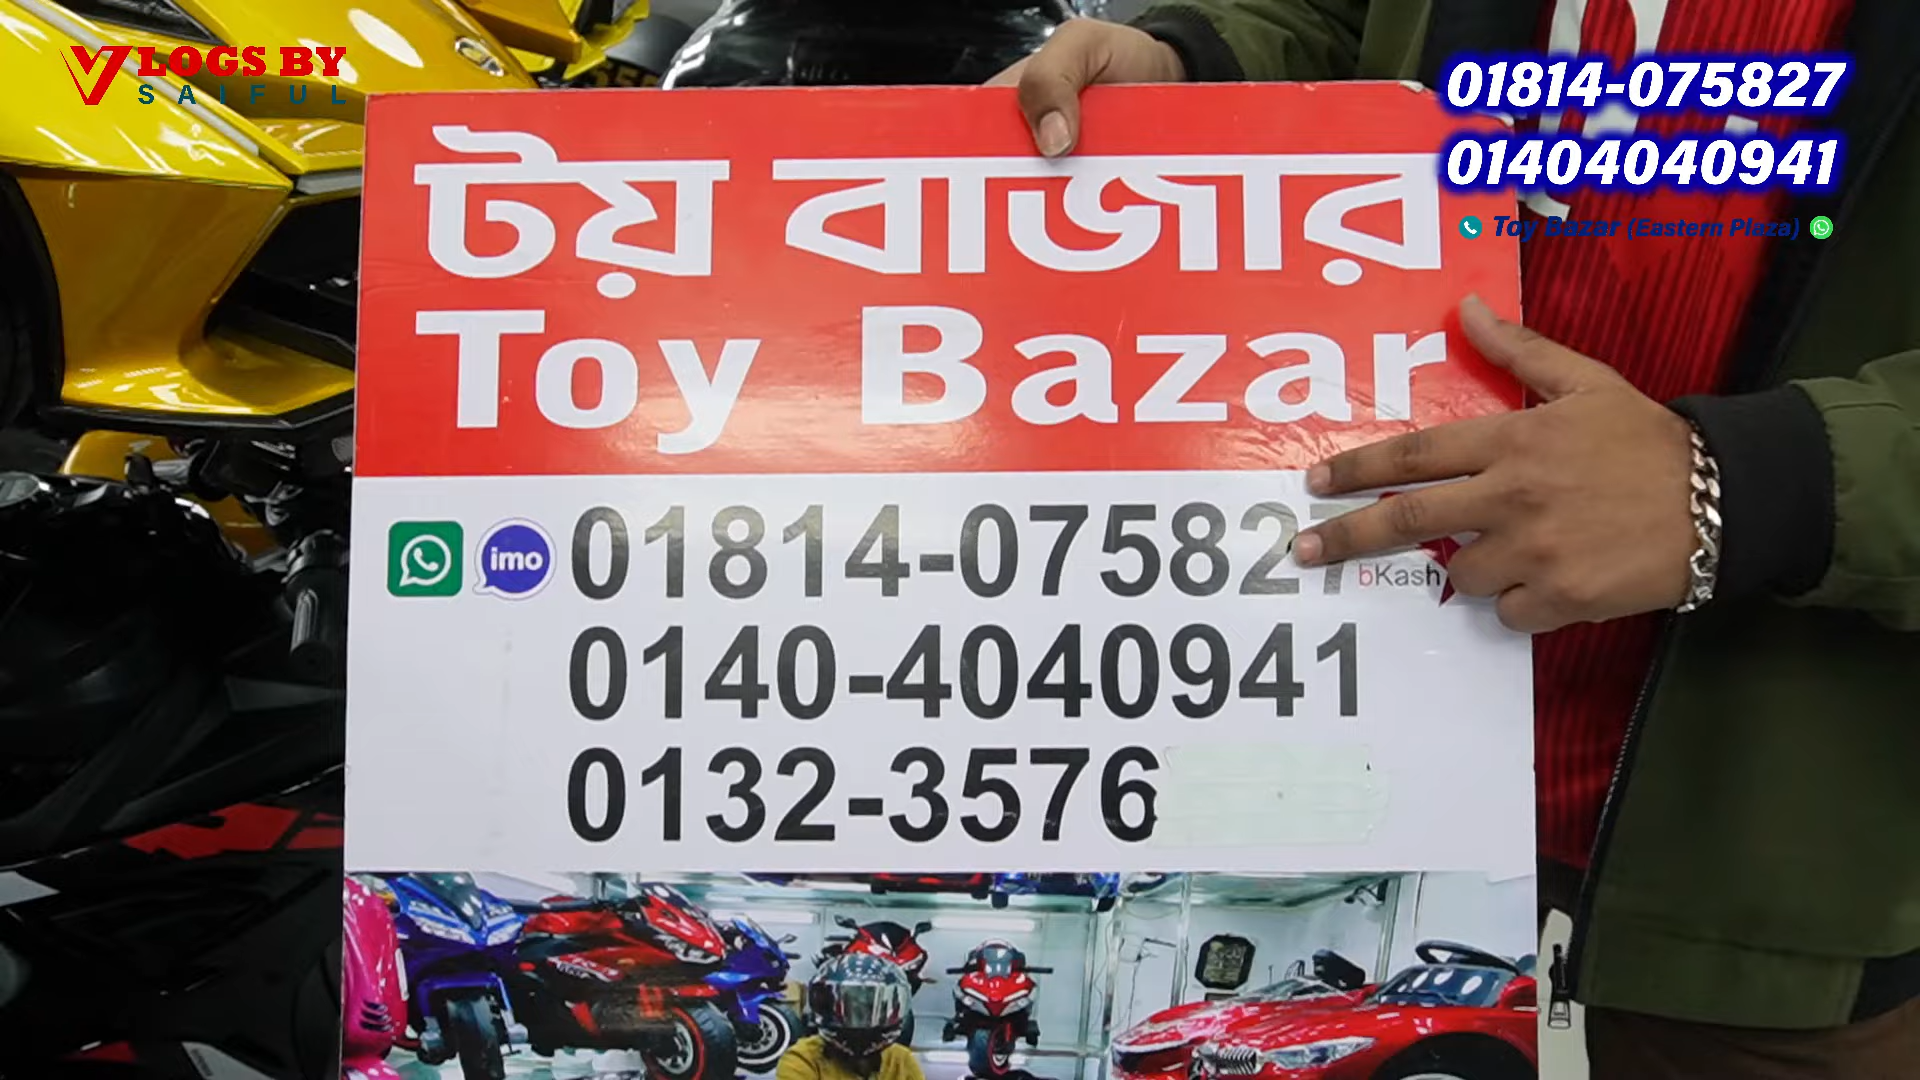 VLOGS BY
SAIFUL
01814-075827
01404040941
Toy Bazar (Eastern Plaza)
টয় বাজার
Toy Bazar
imo 01814-075827 bKash
0140-4040941
0132-3576